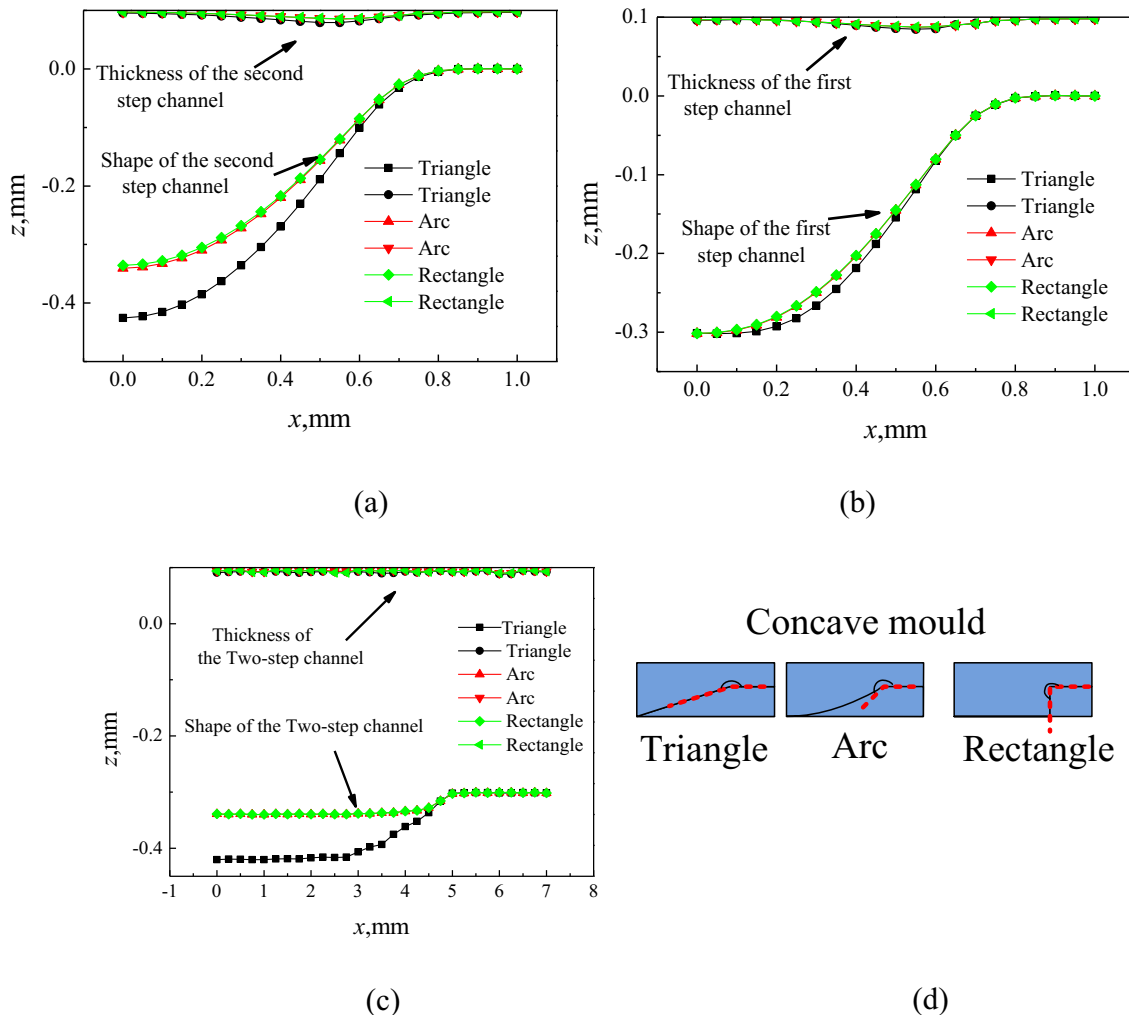 0.0
-0.2
-0.4
z,mm
Thickness of the second
step channel
Shape of the second
step channel
Triangle
Triangle
Arc
Arc
Rectangle
Rectangle
0.0 0.2 0.4 0.6 0.8 1.0
x,mm
(a)
0.1
0.0
-0.1
-0.2
-0.3
z,mm
Thickness of the first
step channel
Shape of the first
step channel
Triangle
Triangle
Arc
Arc
Rectangle
Rectangle
0.0 0.2 0.4 0.6 0.8 1.0
x,mm
(b)
0.0
-0.2
-0.4
z,mm
Thickness of
the Two-step channel
Shape of the Two-step channel
Triangle
Triangle
Arc
Arc
Rectangle
Rectangle
-1 0 1 2 3 4 5 6 7 8
x,mm
(c)
Concave mould
Triangle Arc Rectangle
(d)